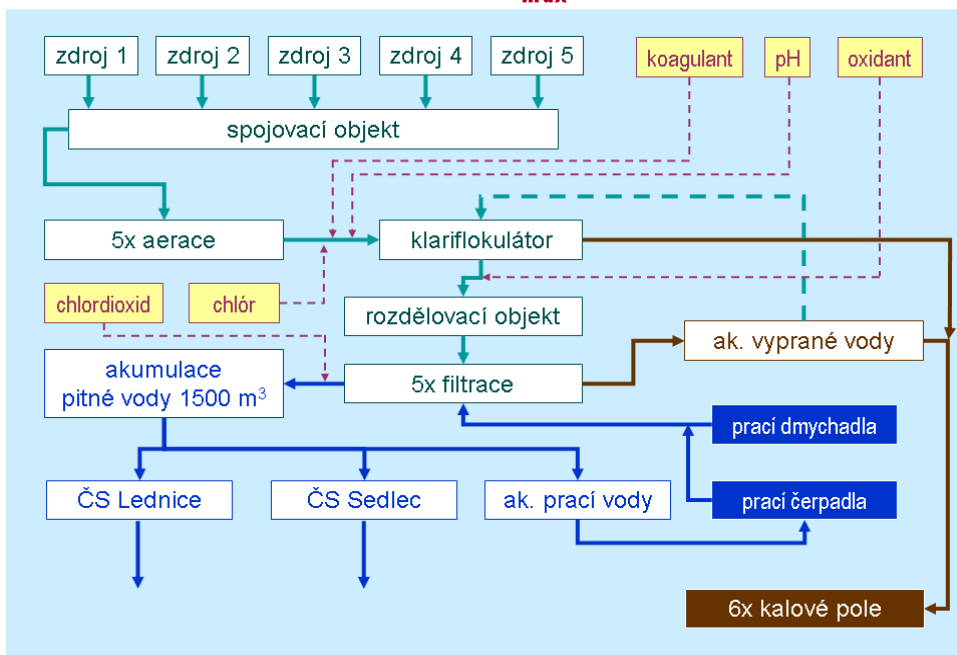 zdroj 1
zdroj 2
zdroj 3
zdroj 4
zdroj 5
koagulant
pH
oxidant
spojovací objekt
5x aerace
klariflokulátor
chlordioxid
chlór
rozdělovací objekt
ak. vyprané vody
akumulace
pitné vody 1500 m³
5x filtrace
prací dmychadla
ČS Lednice
ČS Sedlec
ak. prací vody
prací čerpadla
6x kalové pole